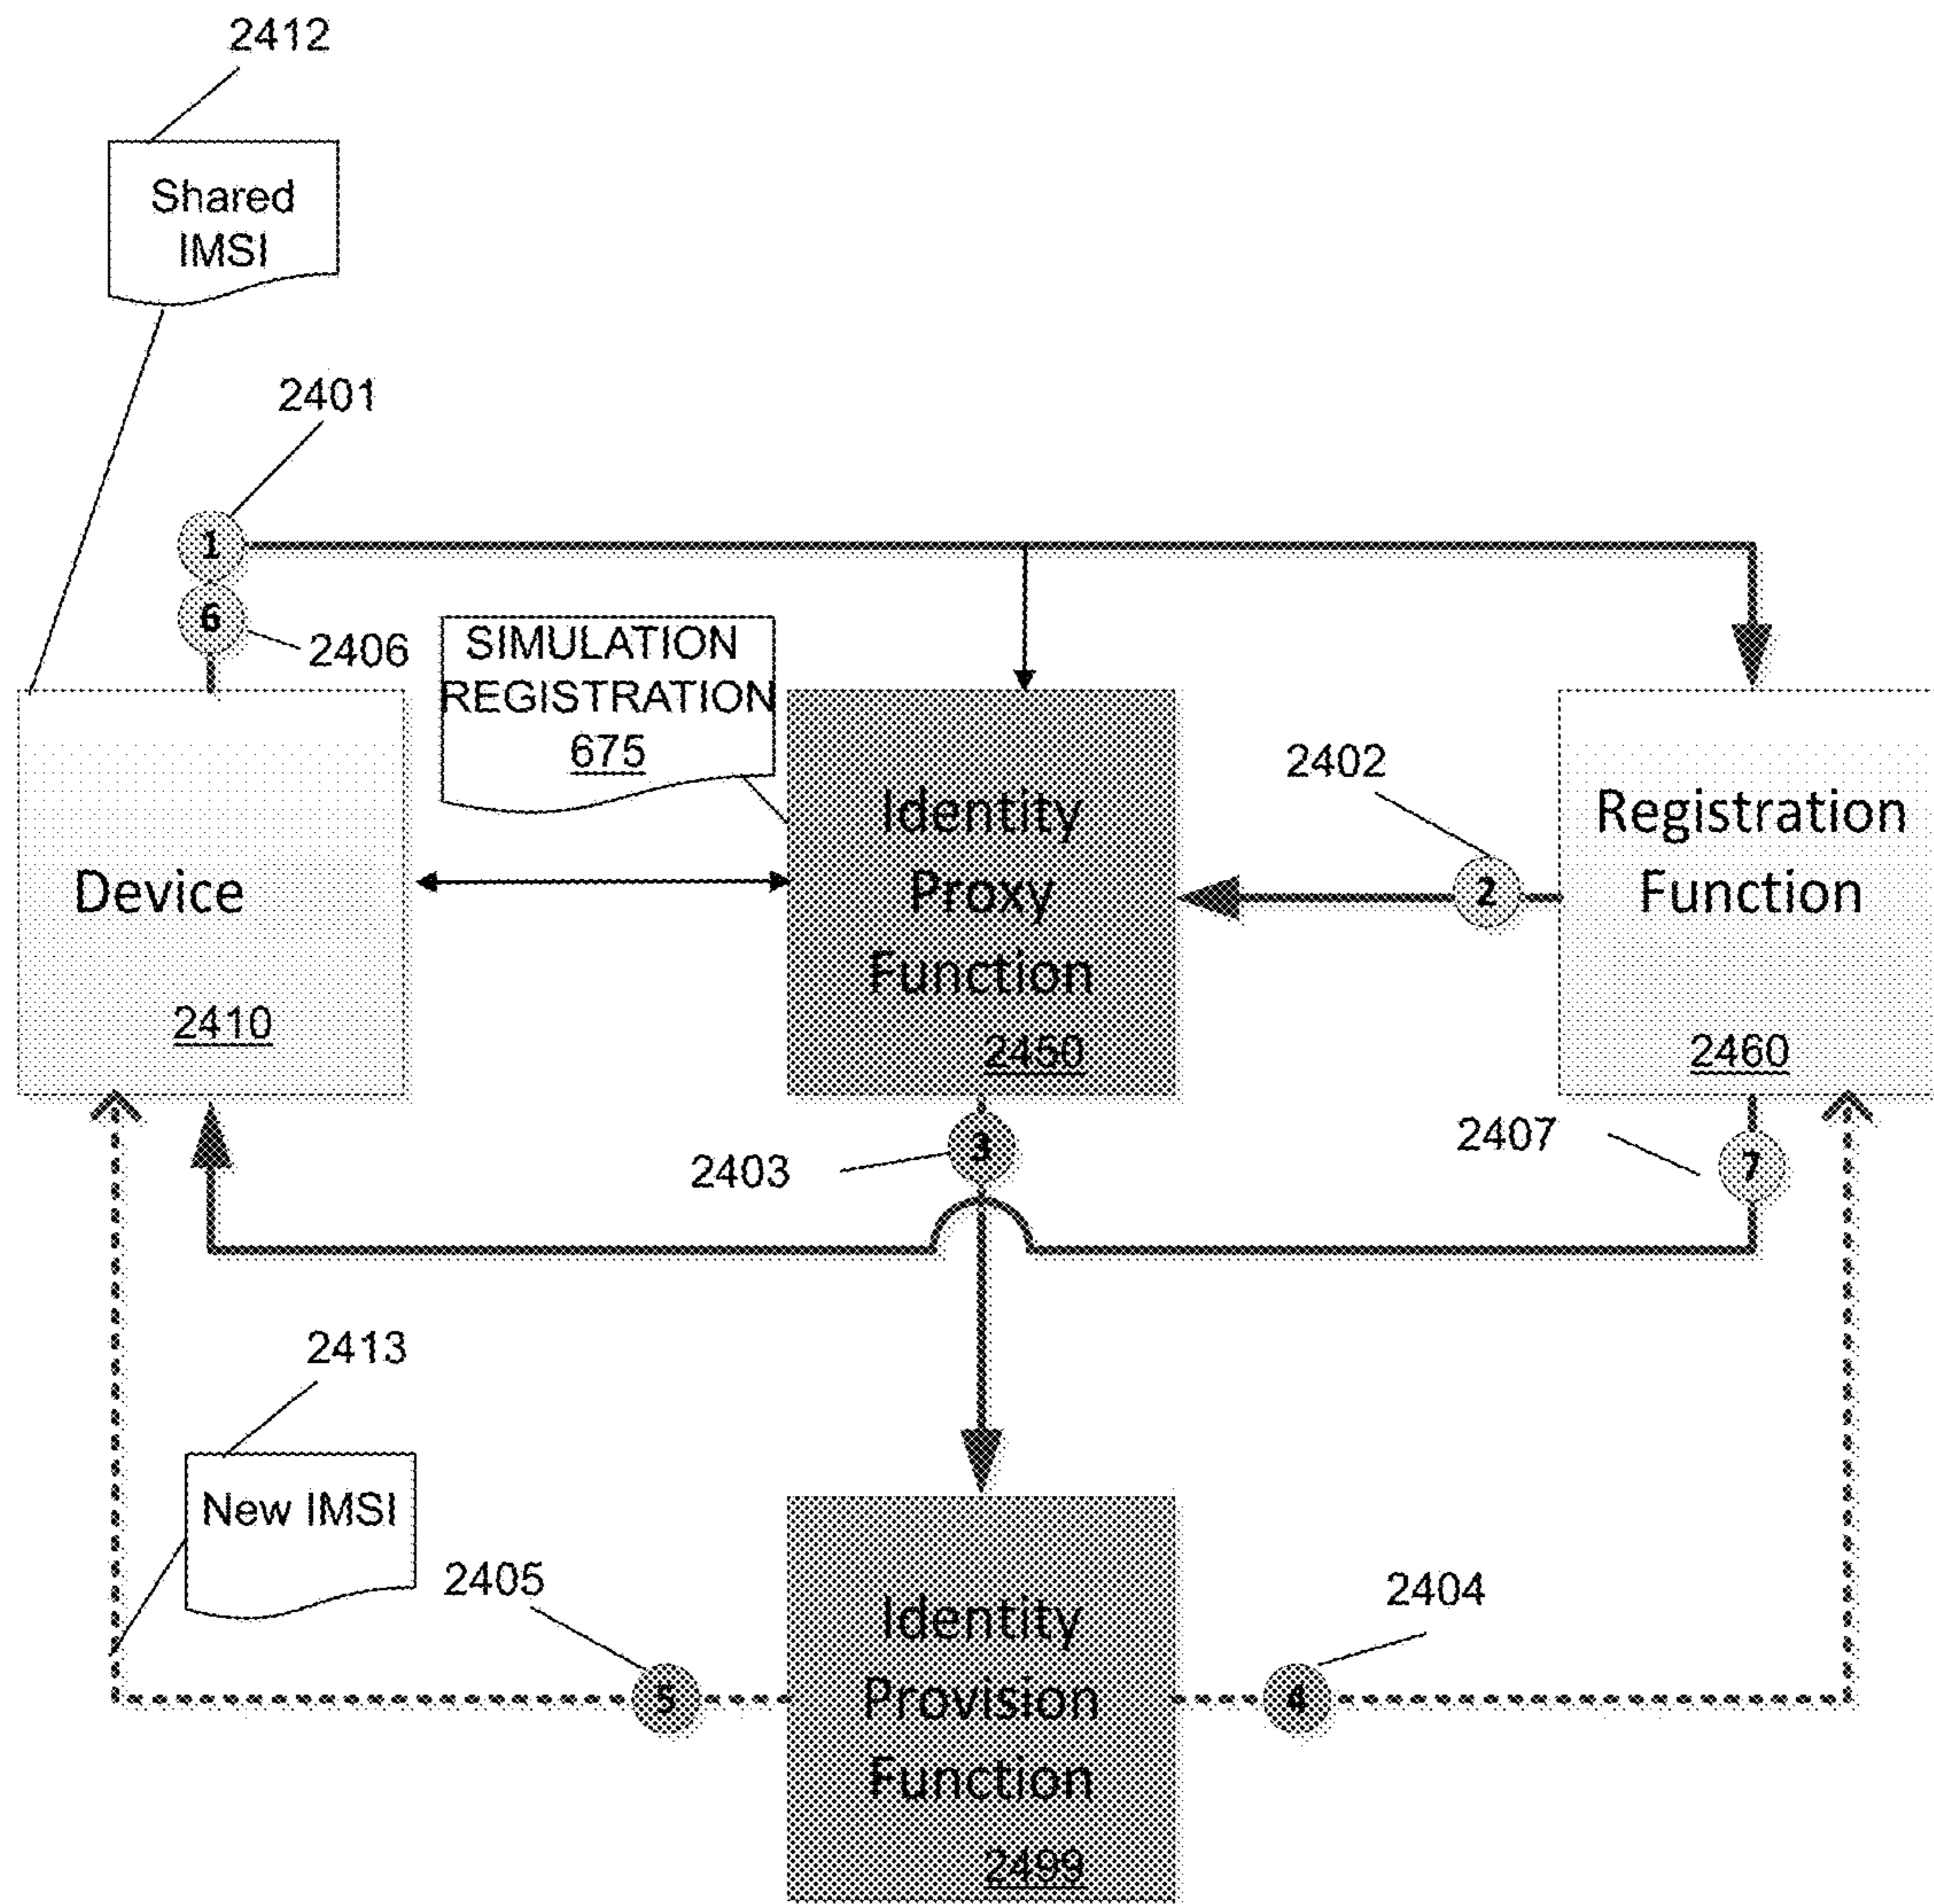 2412
Shared
IMSI
2401
1
6
2406
SIMULATION
REGISTRATION
675
Device
2410
Identity
Proxy
Function
2450
2402
2
Registration
Function
2460
2403
3
2407
7
2413
New IMSI
2405
5
2404
4
Identity
Provision
Function
2499